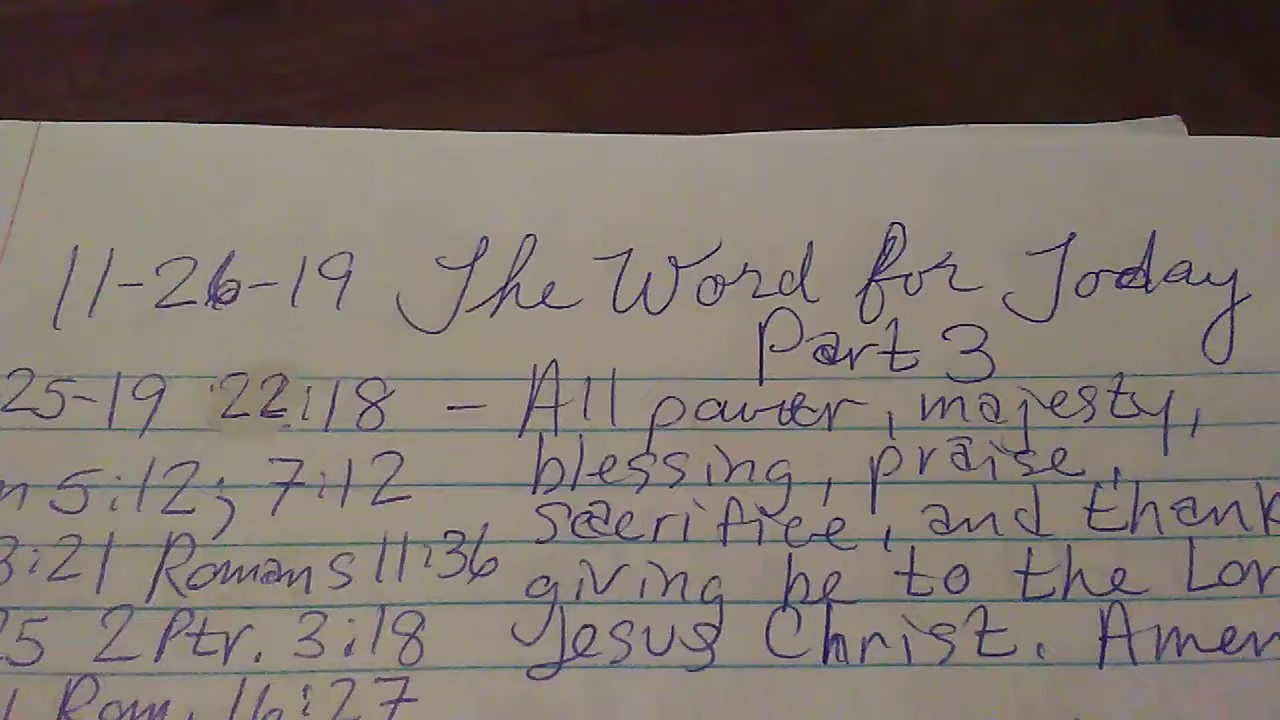 11-26-19 The Word for Today
Part 3
25-19 22:18 - All power, majesty,
n 5:12; 7:12 blessing, praise,
3:21 Romans 11:36 sacrifice, and thank
giving be to the Lor
5 2 Ptr. 3:18 Jesus Christ. Amen
Rom. 16:27